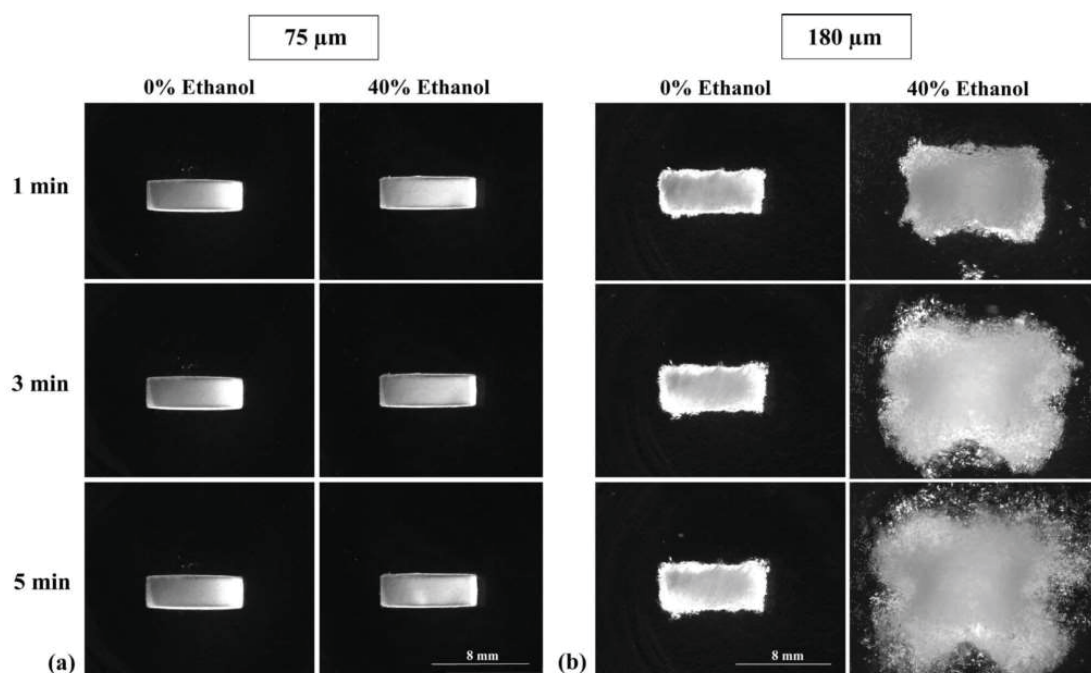 75 µm
180 µm
0% Ethanol
40% Ethanol
0% Ethanol
40% Ethanol
1 min
3 min
5 min
(a)
8 mm
(b)
8 mm